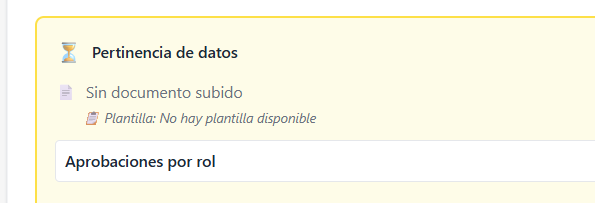 Pertinencia de datos
Sin documento subido
Plantilla: No hay plantilla disponible
Aprobaciones por rol